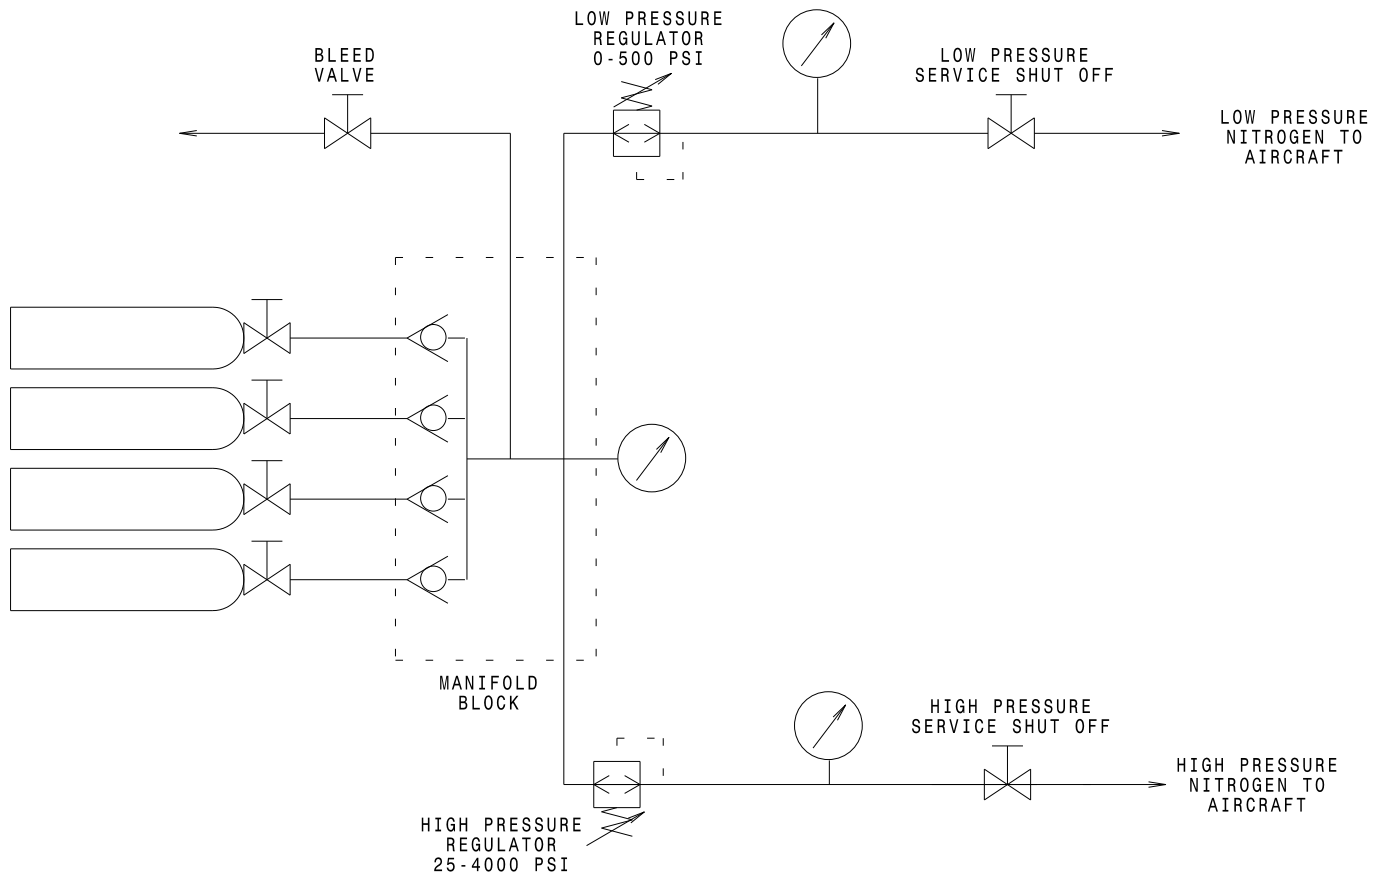 LOW PRESSURE
REGULATOR
0-500 PSI
BLEED
VALVE
LOW PRESSURE
SERVICE SHUT OFF
LOW PRESSURE
NITROGEN TO
AIRCRAFT
MANIFOLD
BLOCK
HIGH PRESSURE
SERVICE SHUT OFF
HIGH PRESSURE
NITROGEN TO
AIRCRAFT
HIGH PRESSURE
REGULATOR
25-4000 PSI